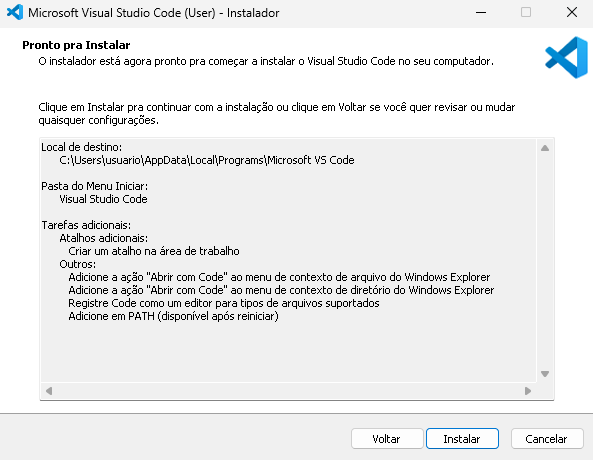 Microsoft Visual Studio Code (User) - Instalador
Pronto pra Instalar
O instalador está agora pronto pra começar a instalar o Visual Studio Code no seu computador.
Clique em Instalar pra continuar com a instalação ou clique em Voltar se você quer revisar ou mudar
quaisquer configurações.
Local de destino:
C:\Users\usuario\AppData\Local\Programs\Microsoft VS Code
Pasta do Menu Iniciar:
Visual Studio Code
Tarefas adicionais:
Atalhos adicionais:
Criar um atalho na área de trabalho
Outros:
Adicione a ação "Abrir com Code" ao menu de contexto de arquivo do Windows Explorer
Adicione a ação "Abrir com Code" ao menu de contexto de diretório do Windows Explorer
Registre Code como um editor para tipos de arquivos suportados
Adicione em PATH (disponível após reiniciar)
Voltar
Instalar
Cancelar